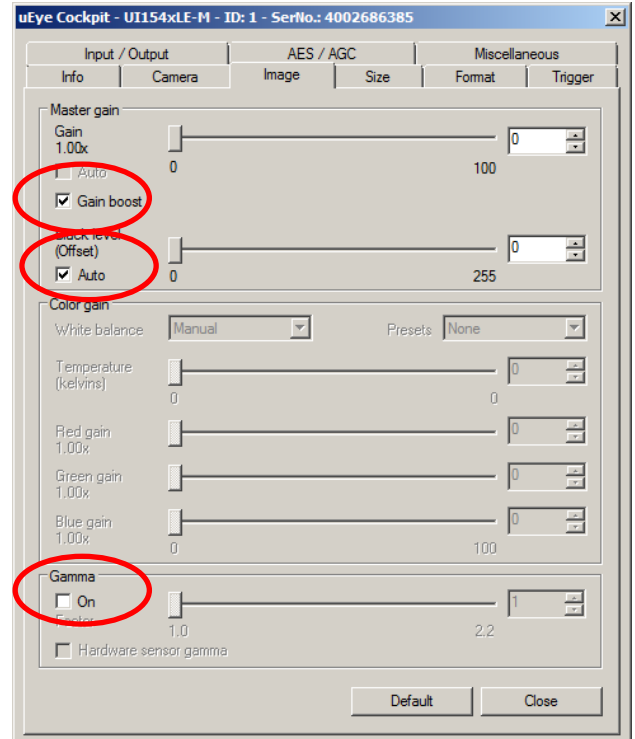 uEye Cockpit - UI154xLE-M - ID: 1 - SerNo.: 4002686385
Input / Output AES / AGC Miscellaneous
Info Camera Image Size Format Trigger
Master gain
Gain
1.00x
0
Auto
0 100
Gain boost
Black level
(Offset)
0
Auto
0 255
Color gain
White balance Manual Presets None
Temperature
(kelvins)
0
0 0
Red gain
1.00x
0
Green gain
1.00x
0
Blue gain
1.00x
0
0 100
Gamma
On
1
Factor
1.0 2.2
Hardware sensor gamma
Default Close